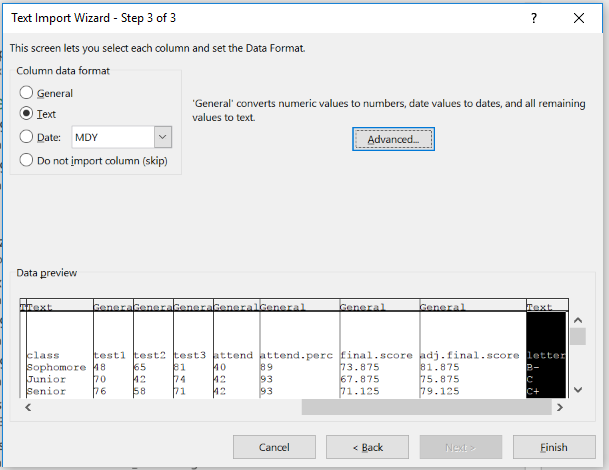 Text Import Wizard - Step 3 of 3
?
This screen lets you select each column and set the Data Format.
Column data format
General
Text
Date: MDY
Do not import column (skip)
'General' converts numeric values to numbers, date values to dates, and all remaining
values to text.
Advanced...
Data preview
T Text Genera Genera Genera General General General General Text
class test1 test2 test3 attend attend.perc final.score adj.final.score letter
Sophomore 48 65 81 40 89 73.875 81.875 B-
Junior 70 42 74 42 93 67.875 75.875 C
Senior 76 58 71 42 93 71.125 79.125 C+
Cancel
< Back
Next >
Finish